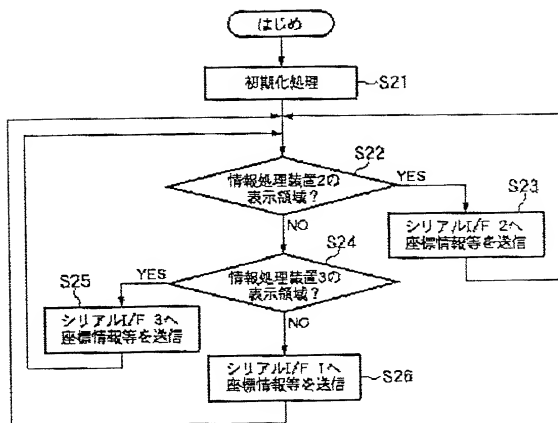 はじめ
初期化処理
S21
情報処理装置2の
表示領域?
S22
YES
S23
シリアルI/F 2へ
座標情報等を送信
NO
S24
情報処理装置3の
表示領域?
YES
S25
シリアルI/F 3へ
座標情報等を送信
NO
シリアルI/F 1へ
座標情報等を送信
S26